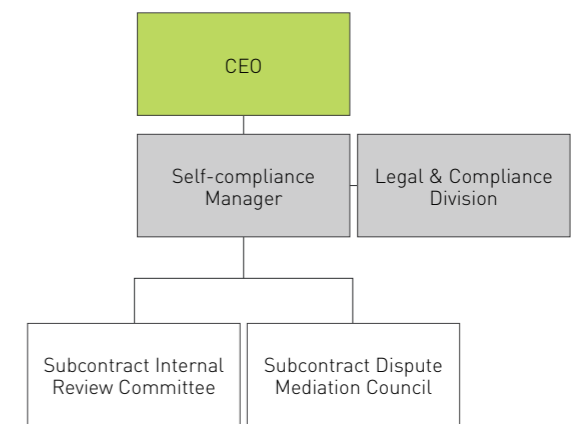 CEO
Self-compliance
Manager
Legal & Compliance
Division
Subcontract Internal
Review Committee
Subcontract Dispute
Mediation Council